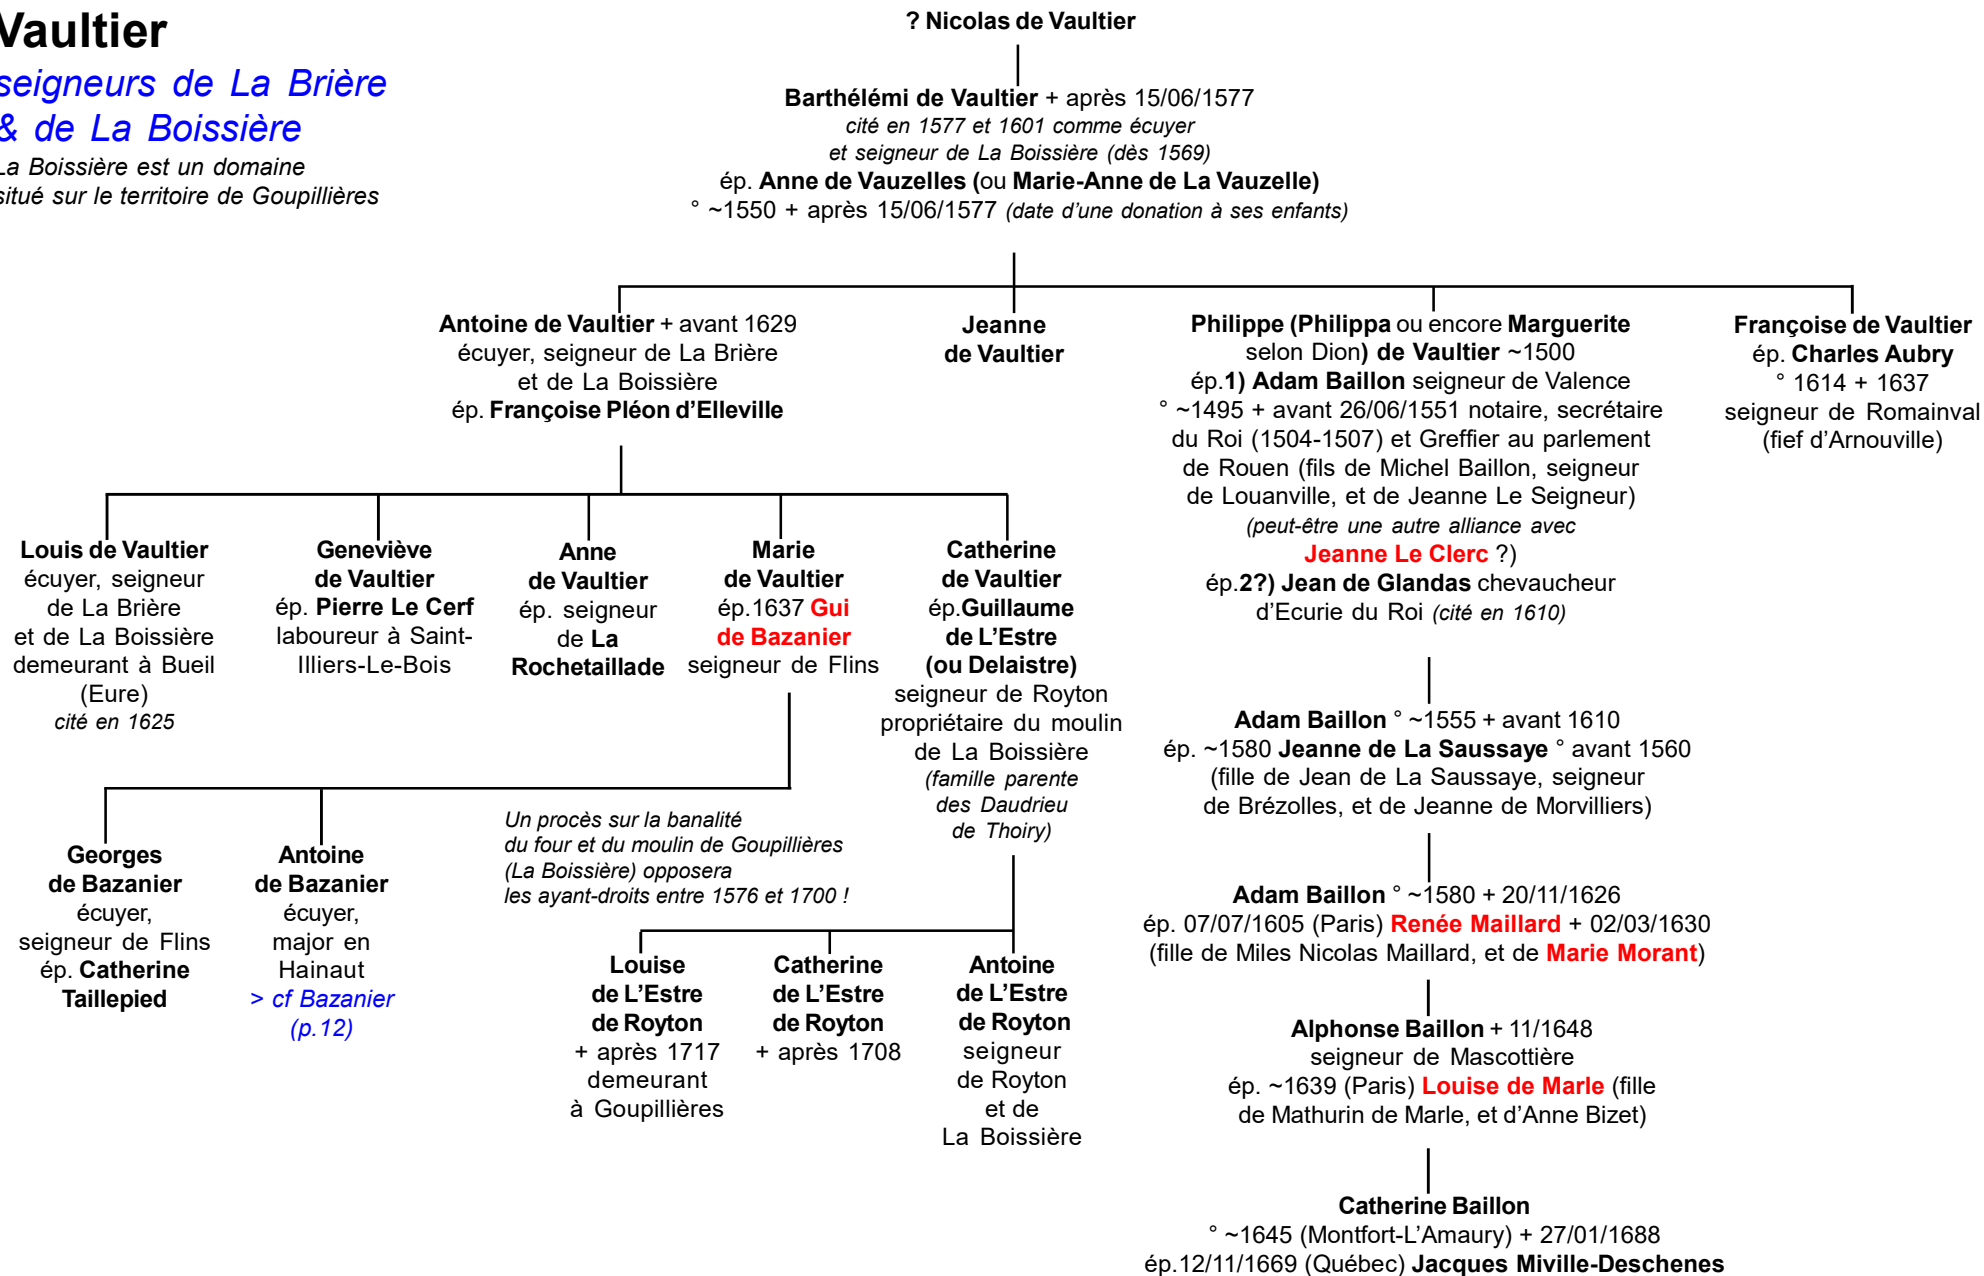 Vaultier
seigneurs de La Brière
& de La Boissière
La Boissière est un domaine
situé sur le territoire de Goupillières
? Nicolas de Vaultier
Barthélémi de Vaultier + après 15/06/1577
cité en 1577 et 1601 comme écuyer
et seigneur de La Boissière (dès 1569)
ép. Anne de Vauzelles (ou Marie-Anne de La Vauzelle)
° ~1550 + après 15/06/1577 (date d'une donation à ses enfants)
Antoine de Vaultier + avant 1629
écuyer, seigneur de La Brière
et de La Boissière
ép. Françoise Pléon d'Elleville
Jeanne
de Vaultier
Philippe (Philippa ou encore Marguerite
selon Dion) de Vaultier ~1500
ép.1) Adam Baillon seigneur de Valence
° ~1495 + avant 26/06/1551 notaire, secrétaire
du Roi (1504-1507) et Greffier au parlement
de Rouen (fils de Michel Baillon, seigneur
de Louanville, et de Jeanne Le Seigneur)
(peut-être une autre alliance avec
Jeanne Le Clerc ?)
ép.2?) Jean de Glandas chevaucheur
d'Ecurie du Roi (cité en 1610)
Françoise de Vaultier
ép. Charles Aubry
° 1614 + 1637
seigneur de Romainval
(fief d'Arnouville)
Louis de Vaultier
écuyer, seigneur
de La Brière
et de La Boissière
demeurant à Bueil
(Eure)
cité en 1625
Geneviève
de Vaultier
ép. Pierre Le Cerf
laboureur à Saint-
Illiers-Le-Bois
Anne
de Vaultier
ép. seigneur
de La
Rochetaillade
Marie
de Vaultier
ép.1637 Gui
de Bazanier
seigneur de Flins
Catherine
de Vaultier
ép.Guillaume
de L'Estre
(ou Delaistre)
seigneur de Royton
propriétaire du moulin
de La Boissière
(famille parente
des Daudrieu
de Thoiry)
Adam Baillon ° ~1555 + avant 1610
ép. ~1580 Jeanne de La Saussaye ° avant 1560
(fille de Jean de La Saussaye, seigneur
de Brézolles, et de Jeanne de Morvilliers)
Georges
de Bazanier
écuyer,
seigneur de Flins
ép. Catherine
Taillepied
Antoine
de Bazanier
écuyer,
major en
Hainaut
> cf Bazanier
(p.12)
Un procès sur la banalité
du four et du moulin de Goupillières
(La Boissière) opposera
les ayant-droits entre 1576 et 1700 !
Adam Baillon ° ~1580 + 20/11/1626
ép. 07/07/1605 (Paris) Renée Maillard + 02/03/1630
(fille de Miles Nicolas Maillard, et de Marie Morant)
Louise
de L'Estre
de Royton
+ après 1717
demeurant
à Goupillières
Catherine
de L'Estre
de Royton
+ après 1708
Antoine
de L'Estre
de Royton
seigneur
de Royton
et de
La Boissière
Alphonse Baillon + 11/1648
seigneur de Mascottière
ép. ~1639 (Paris) Louise de Marle (fille
de Mathurin de Marle, et d'Anne Bizet)
Catherine Baillon
° ~1645 (Montfort-L'Amaury) + 27/01/1688
ép.12/11/1669 (Québec) Jacques Miville-Deschenes